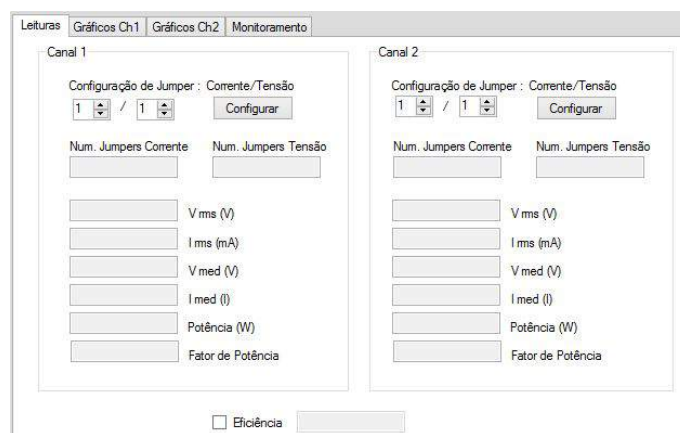 Leituras Gráficos Ch1 Gráficos Ch2 Monitoramento
Canal 1
Configuração de Jumper : Corrente/Tensão
1 / 1 Configurar
Num. Jumpers Corrente Num. Jumpers Tensão
V rms (V)
I rms (mA)
V med (V)
I med (I)
Potência (W)
Fator de Potência
Canal 2
Configuração de Jumper : Corrente/Tensão
1 / 1 Configurar
Num. Jumpers Corrente Num. Jumpers Tensão
V rms (V)
I rms (mA)
V med (V)
I med (I)
Potência (W)
Fator de Potência
Eficiência